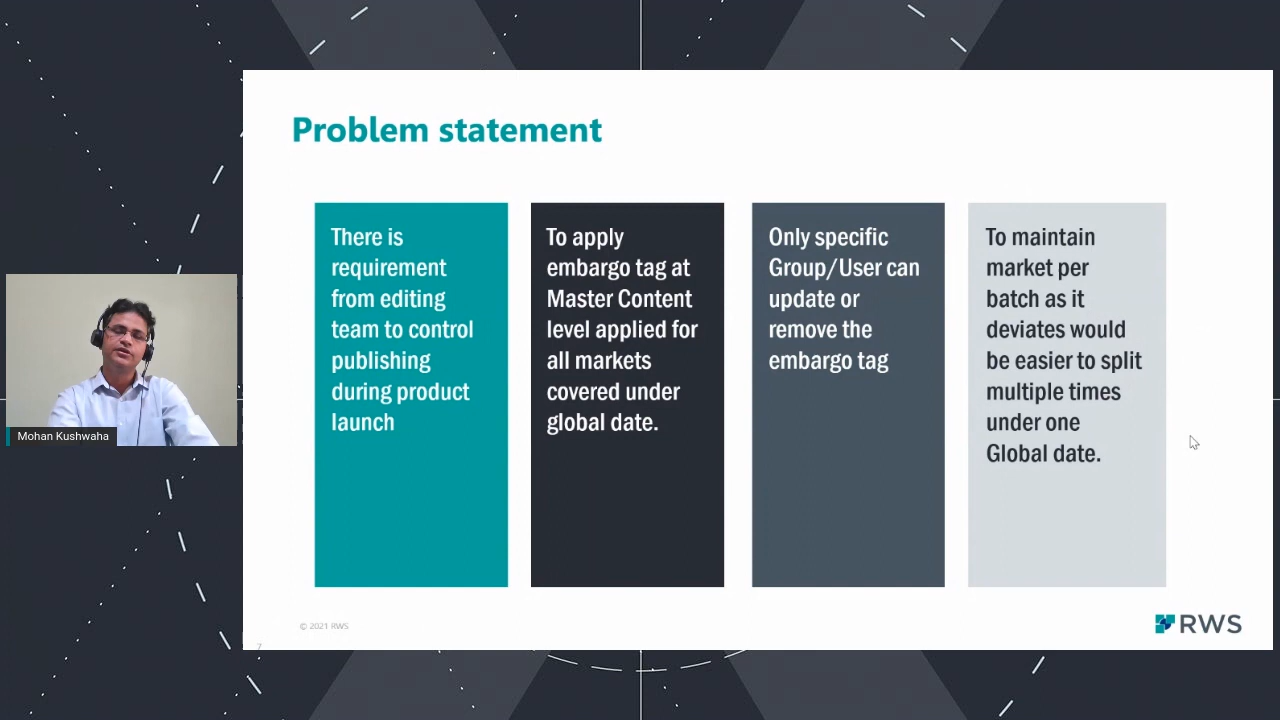 Problem statement
There is
requirement
from editing
team to control
publishing
during product
launch
To apply
embargo tag at
Master Content
level applied for
all markets
covered under
global date.
Only specific
Group/User can
update or
remove the
embargo tag
To maintain
market per
batch as it
deviates would
be easier to split
multiple times
under one
Global date.
Mohan Kushwaha
© 2021 RWS
RWS
7